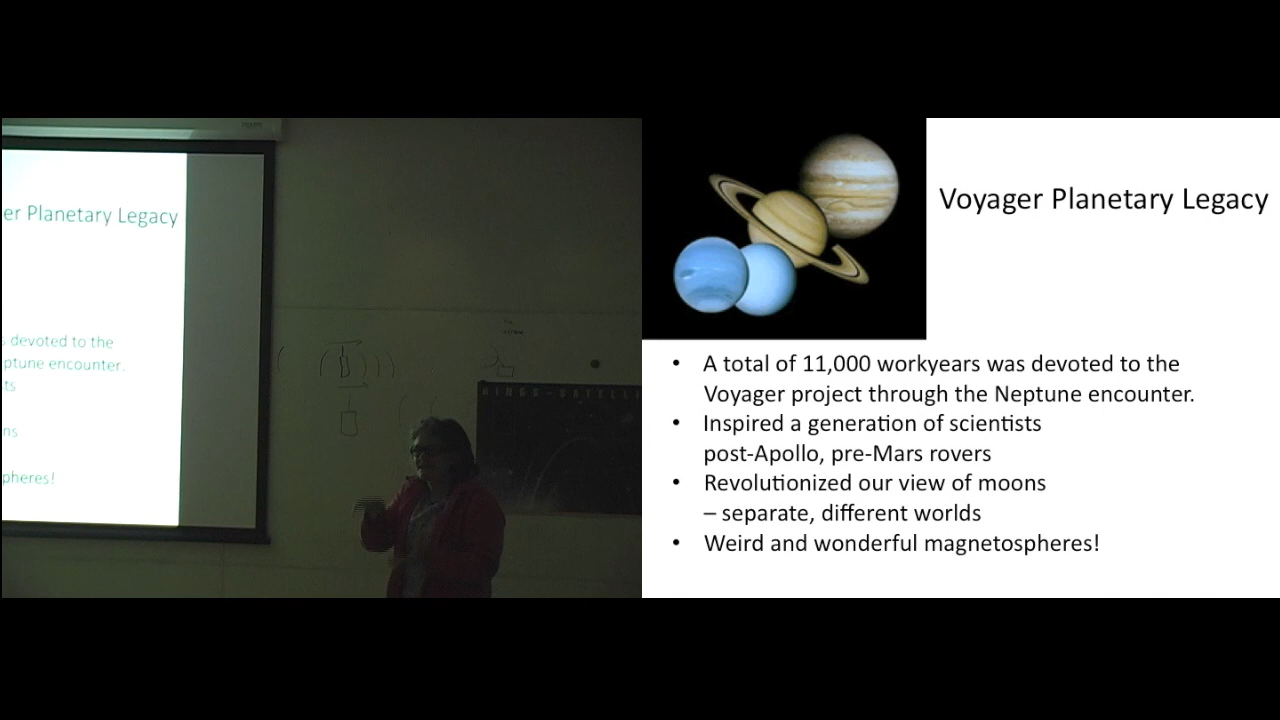 er Planetary Legacy
s devoted to the
ptune encounter.
ts
ns
pheres!
RINGS-SATELLI
Voyager Planetary Legacy
• A total of 11,000 workyears was devoted to the
Voyager project through the Neptune encounter.
• Inspired a generation of scientists
post-Apollo, pre-Mars rovers
• Revolutionized our view of moons
– separate, different worlds
• Weird and wonderful magnetospheres!